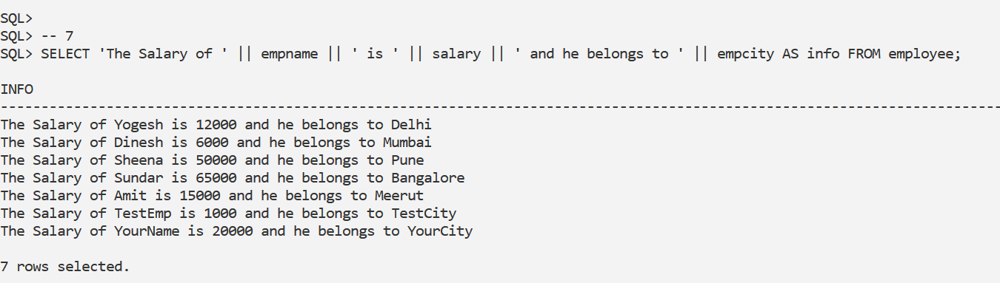 SQL>
SQL> -- 7
SQL> SELECT 'The Salary of ' || empname || ' is ' || salary || ' and he belongs to ' || empcity AS info FROM employee;
INFO
---------------------------------------------------------------------------------------------------------------------------
The Salary of Yogesh is 12000 and he belongs to Delhi
The Salary of Dinesh is 6000 and he belongs to Mumbai
The Salary of Sheena is 50000 and he belongs to Pune
The Salary of Sundar is 65000 and he belongs to Bangalore
The Salary of Amit is 15000 and he belongs to Meerut
The Salary of TestEmp is 1000 and he belongs to TestCity
The Salary of YourName is 20000 and he belongs to YourCity
7 rows selected.